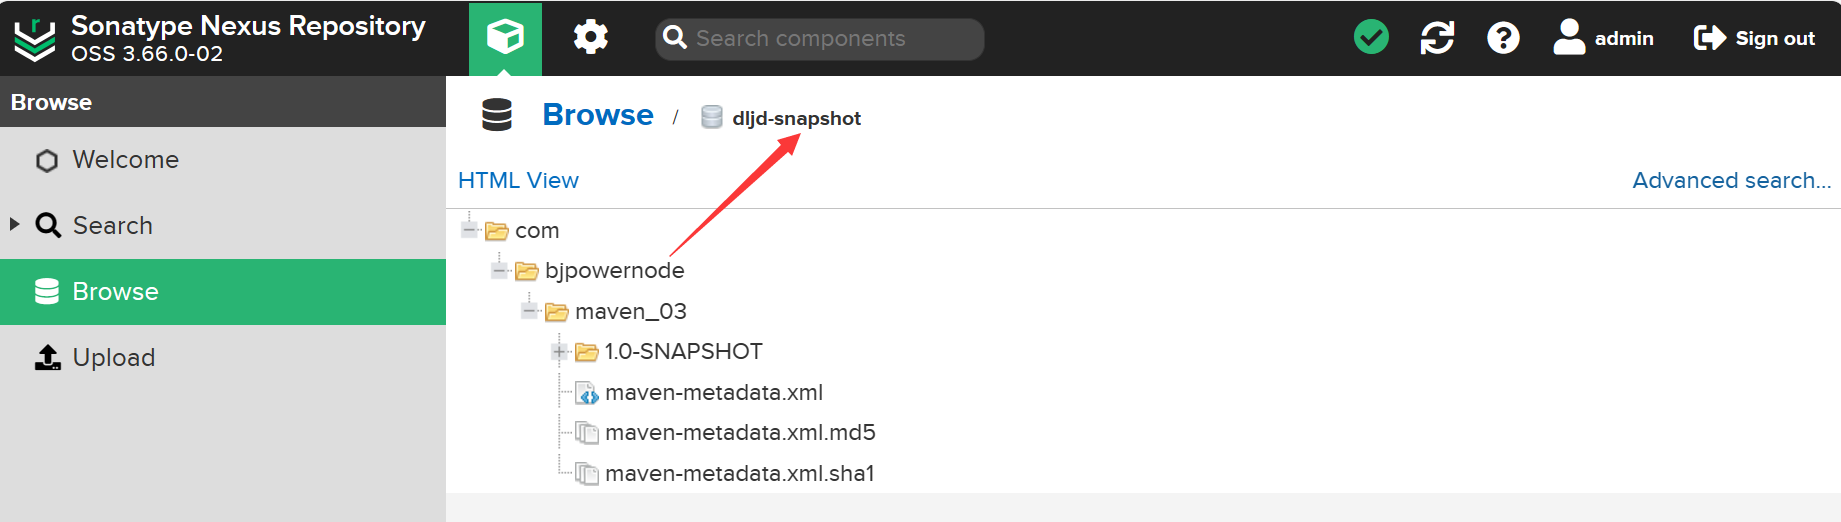 Sonatype Nexus Repository
OSS 3.66.0-02
Search components
admin
Sign out
Browse
Welcome
Search
Browse
Upload
Browse / dljd-snapshot
HTML View
Advanced search...
com
bjpowernode
maven_03
1.0-SNAPSHOT
maven-metadata.xml
maven-metadata.xml.md5
maven-metadata.xml.sha1